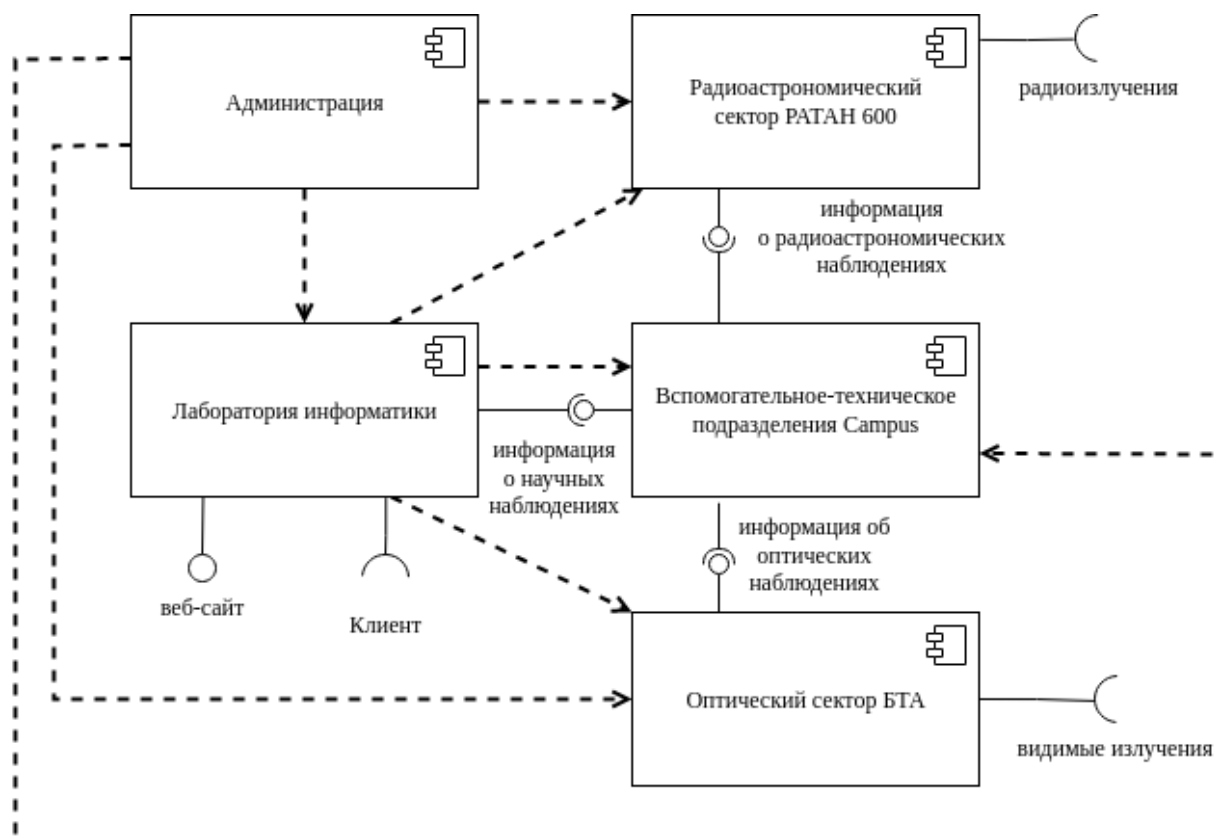 Администрация
Радиоастрономический
сектор РАТАН 600
радиоизлучения
информация
о радиоастрономических
наблюдениях
Лаборатория информатики
Вспомогательное-техническое
подразделения Campus
информация
о научных
наблюдениях
информация об
оптических
наблюдениях
веб-сайт
Клиент
Оптический сектор БТА
видимые излучения